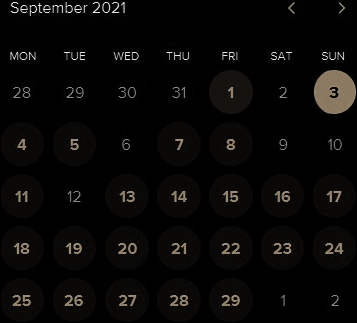 September 2021
MON TUE WED THU FRI SAT SUN
28 29 30 31 1 2 3
4 5 6 7 8 9 10
11 12 13 14 15 16 17
18 19 20 21 22 23 24
25 26 27 28 29 1 2